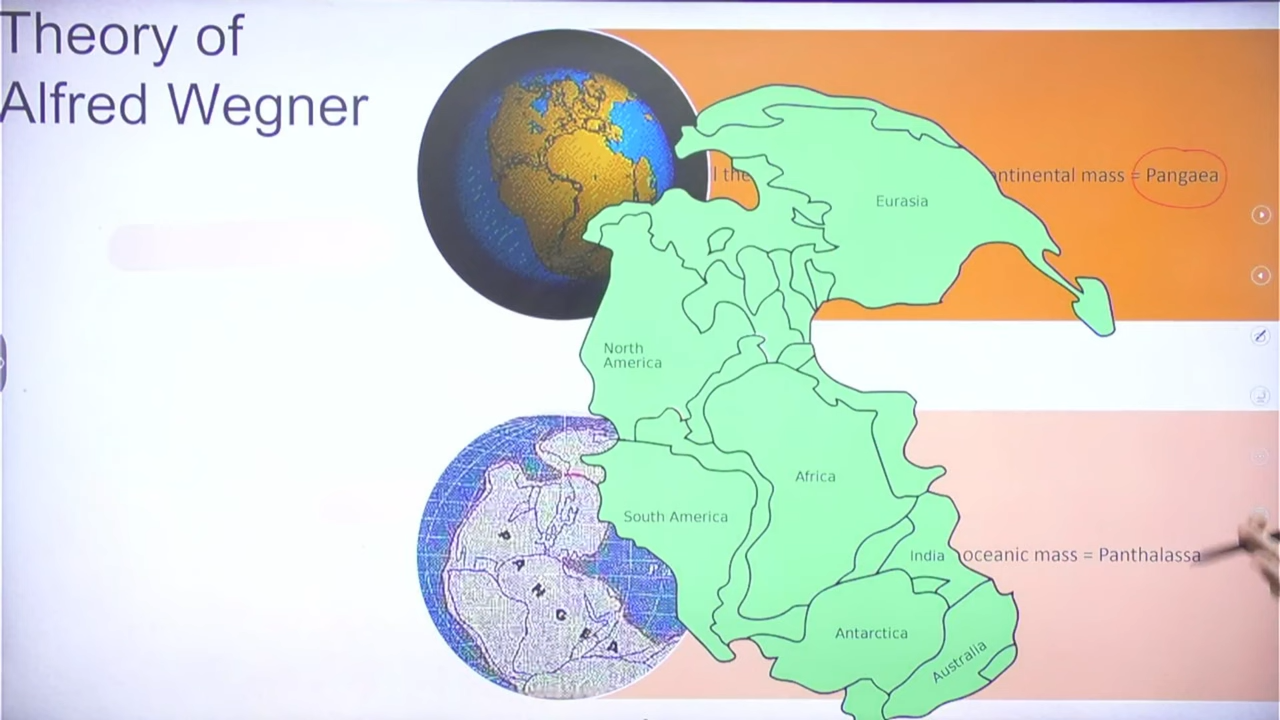 Theory of
Alfred Wegner
l the
ntinental mass = Pangaea
Eurasia
North
America
Africa
South America
India
oceanic mass = Panthalassa
Antarctica
Australia
P
A
N
G
E
A